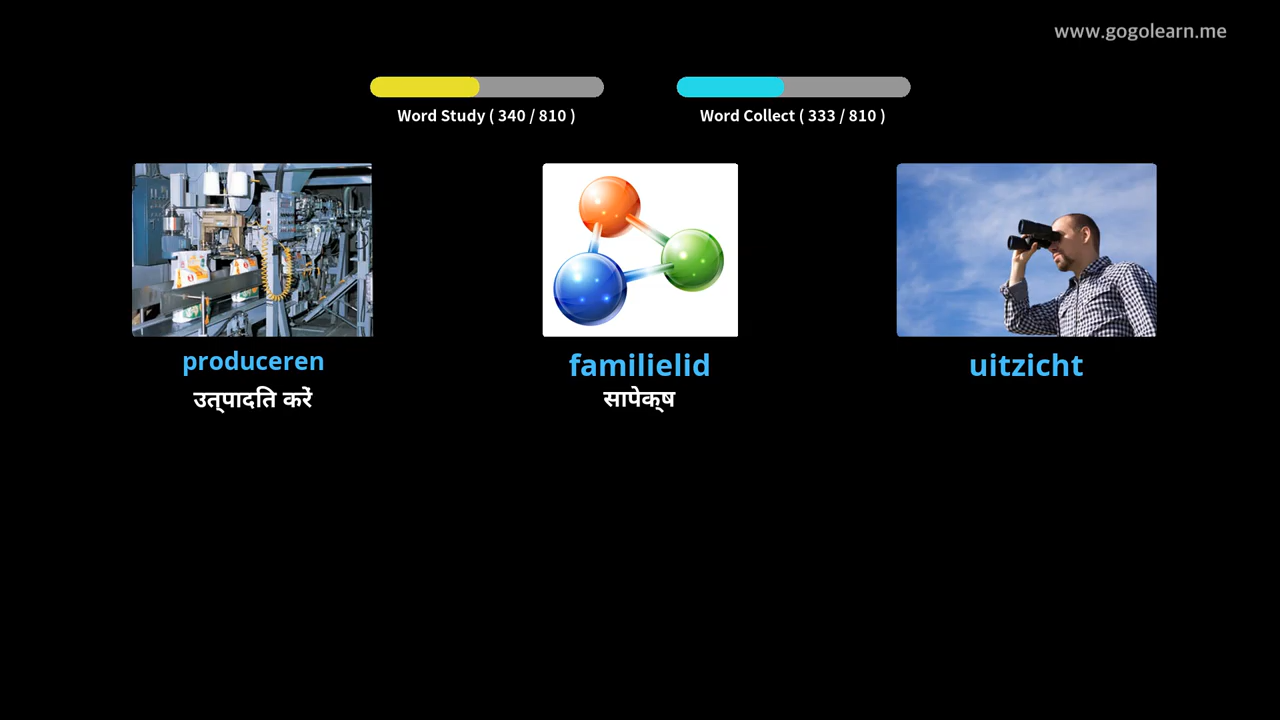 www.gogolearn.me
Word Study ( 340 / 810 )
Word Collect ( 333 / 810 )
produceren
उत्पादति करें
familielid
सापेक्ष
uitzicht